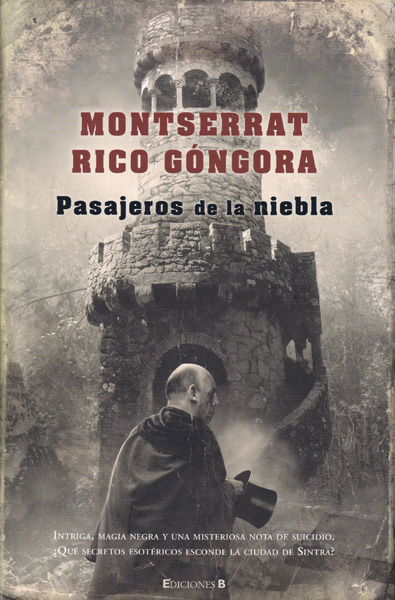 MONTSERRAT
RICO GÓNGORA
Pasajeros de la niebla
INTRIGA, MAGIA NEGRA Y UNA MISTERIOSA NOTA DE SUICIDIO.
¿QUÉ SECRETOS ESOTÉRICOS ESCONDE LA CIUDAD DE SINTRA?
EDICIONES B